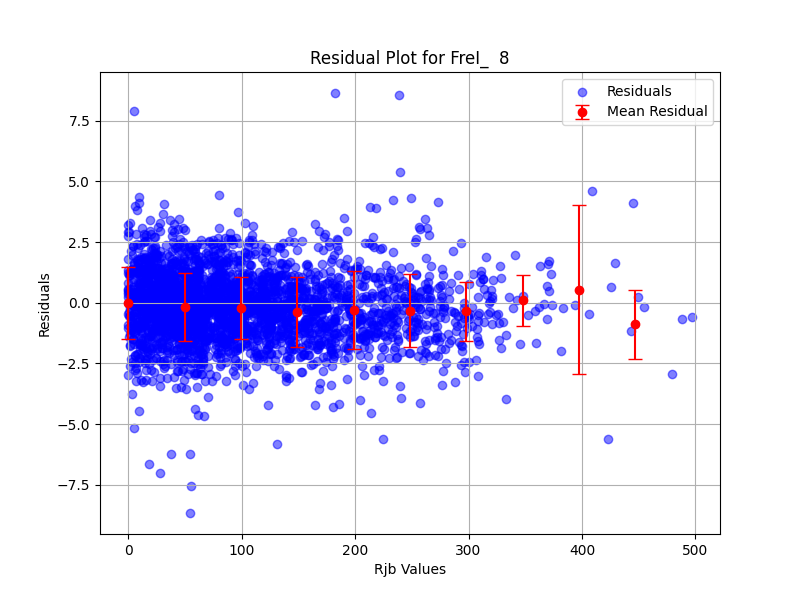 Residual Plot for FreI_  8
Residuals
Mean Residual
7.5
5.0
2.5
0.0
−2.5
−5.0
−7.5
Residuals
0 100 200 300 400 500
Rjb Values